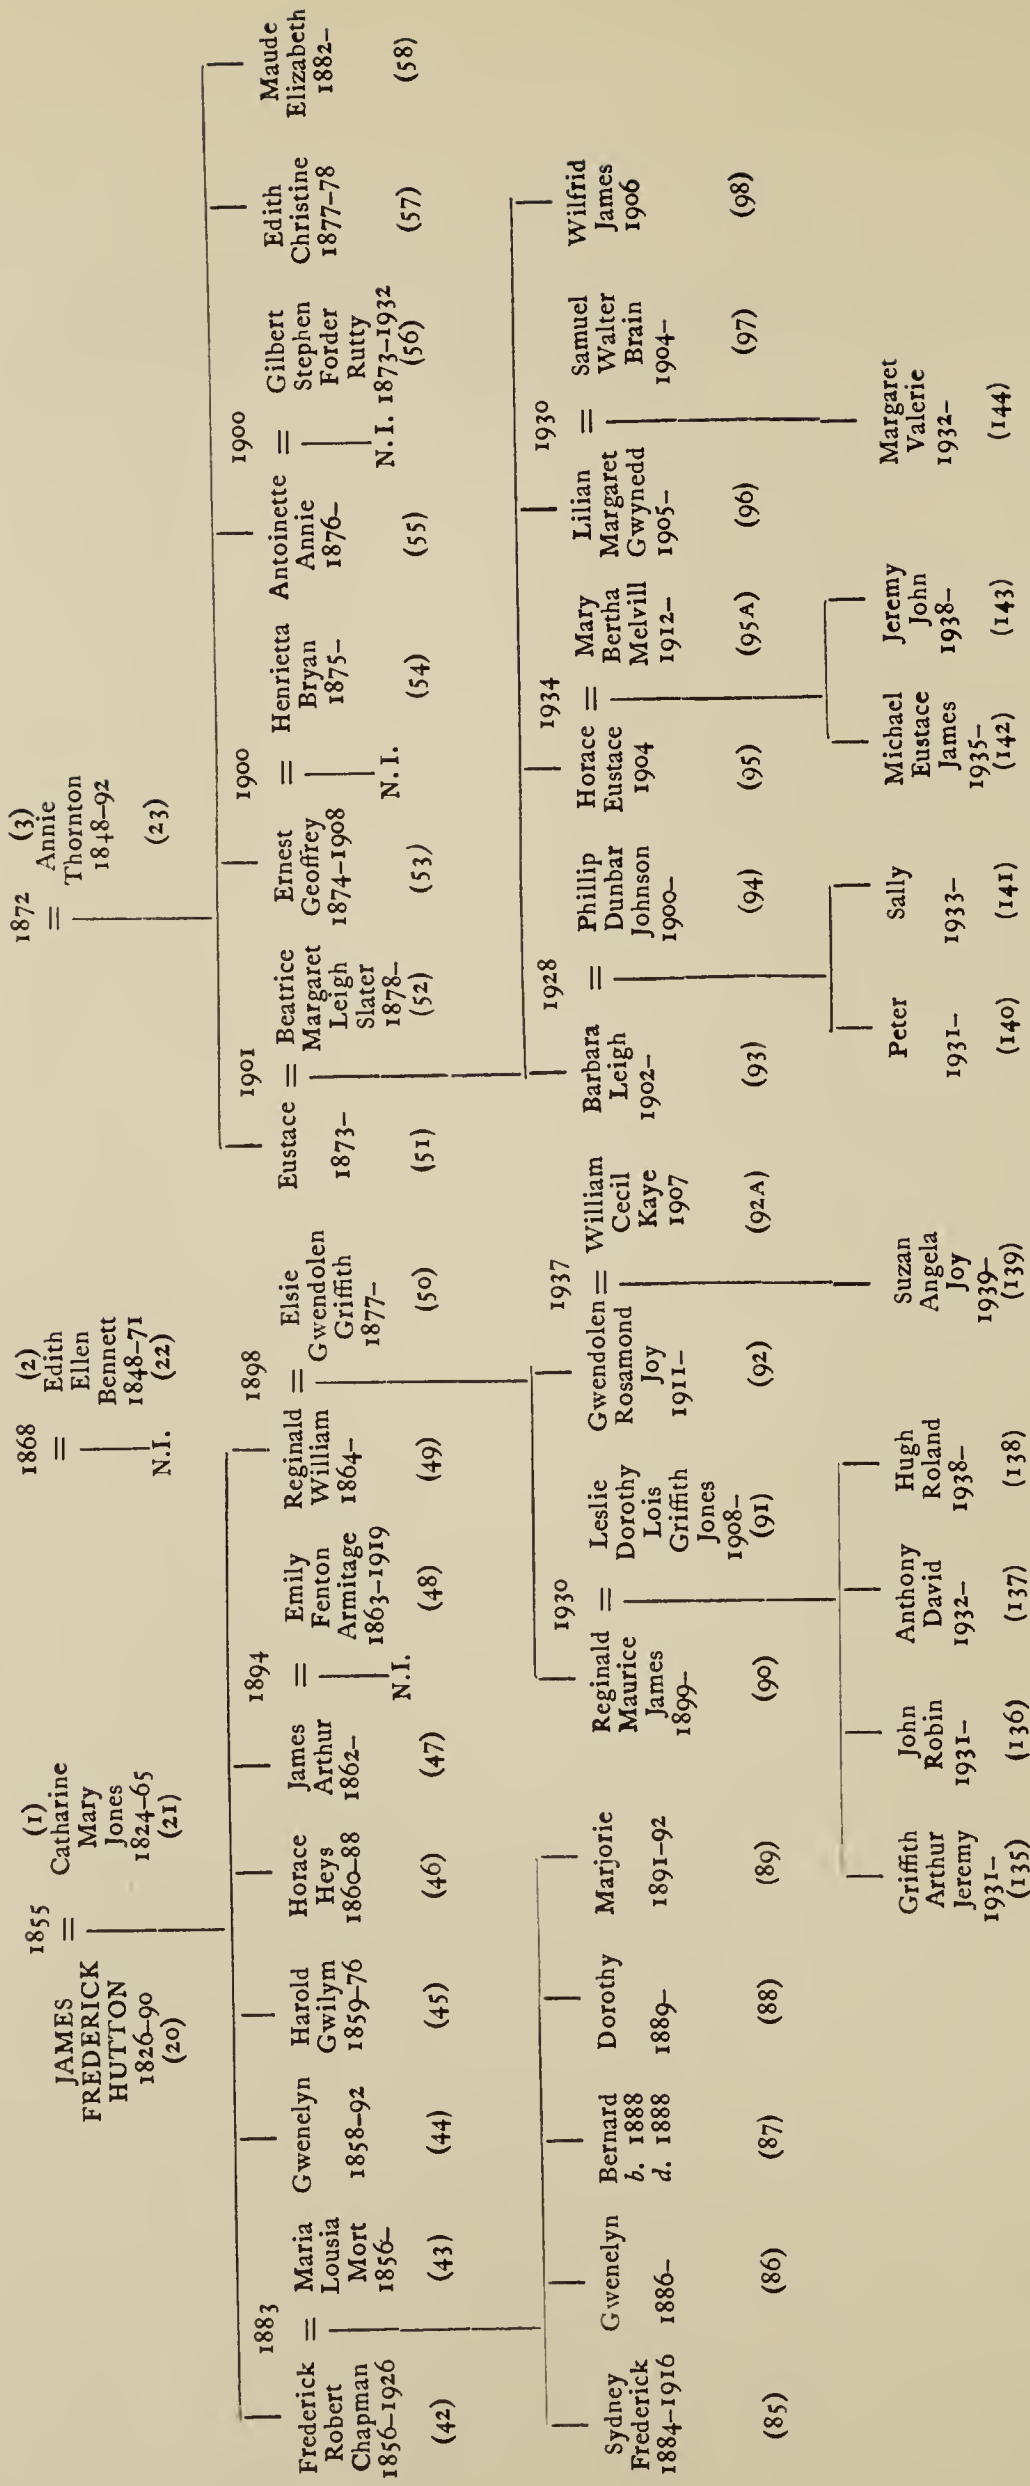 JAMES
FREDERICK
HUTTON
1826–90
(20)
1855
=
(1)
Catharine
Mary
Jones
1824–65
(21)
1868
=
N.I.
(2)
Edith
Ellen
Bennett
1848–71
(22)
1872
=
(3)
Annie
Thornton
1848–92
(23)
Frederick
Robert
Chapman
1856–1926
(42)
1883
=
Maria
Lousia
Mort
1856–
(43)
Gwenelyn
1858–92
(44)
Harold
Gwilym
1859–76
(45)
Horace
Heys
1860–88
(46)
James
Arthur
1862–
(47)
1894
=
N.I.
Emily
Fenton
Armitage
1863–1919
(48)
Reginald
William
1864–
(49)
1898
=
Elsie
Gwendolen
Griffith
1877–
(50)
Eustace
1873–
(51)
1901
=
Beatrice
Margaret
Leigh
Slater
1878–
(52)
Ernest
Geoffrey
1874–1908
(53)
1900
=
N.I.
Henrietta
Bryan
1875–
(54)
Antoinette
Annie
1876–
(55)
1900
=
N.I.
Gilbert
Stephen
Forder
Rutty
1873–1932
(56)
Edith
Christine
1877–78
(57)
Maude
Elizabeth
1882–
(58)
Sydney
Frederick
1884–1916
(85)
Gwenelyn
1886–
(86)
Bernard
b. 1888
d. 1888
(87)
Dorothy
1889–
(88)
Marjorie
1891–92
(89)
Reginald
Maurice
James
1899–
(90)
1930
=
Leslie
Dorothy
Lois
Griffith
Jones
1908–
(91)
Gwendolen
Rosamond
Joy
1911–
(92)
1937
=
William
Cecil
Kaye
1907
(92A)
Barbara
Leigh
1902–
(93)
1928
=
Phillip
Dunbar
Johnson
1900–
(94)
Horace
Eustace
1904
(95)
1934
=
Mary
Bertha
Melvill
1912–
(95A)
Lilian
Margaret
Gwynedd
1905–
(96)
1930
=
Samuel
Walter
Brain
1904–
(97)
Wilfrid
James
1906
(98)
Griffith
Arthur
Jeremy
1931–
(135)
John
Robin
1931–
(136)
Anthony
David
1932–
(137)
Hugh
Roland
1938–
(138)
Suzan
Angela
Joy
1939–
(139)
Peter
1931–
(140)
Sally
1933–
(141)
Michael
Eustace
James
1935–
(142)
Jeremy
John
1938–
(143)
Margaret
Valerie
1932–
(144)